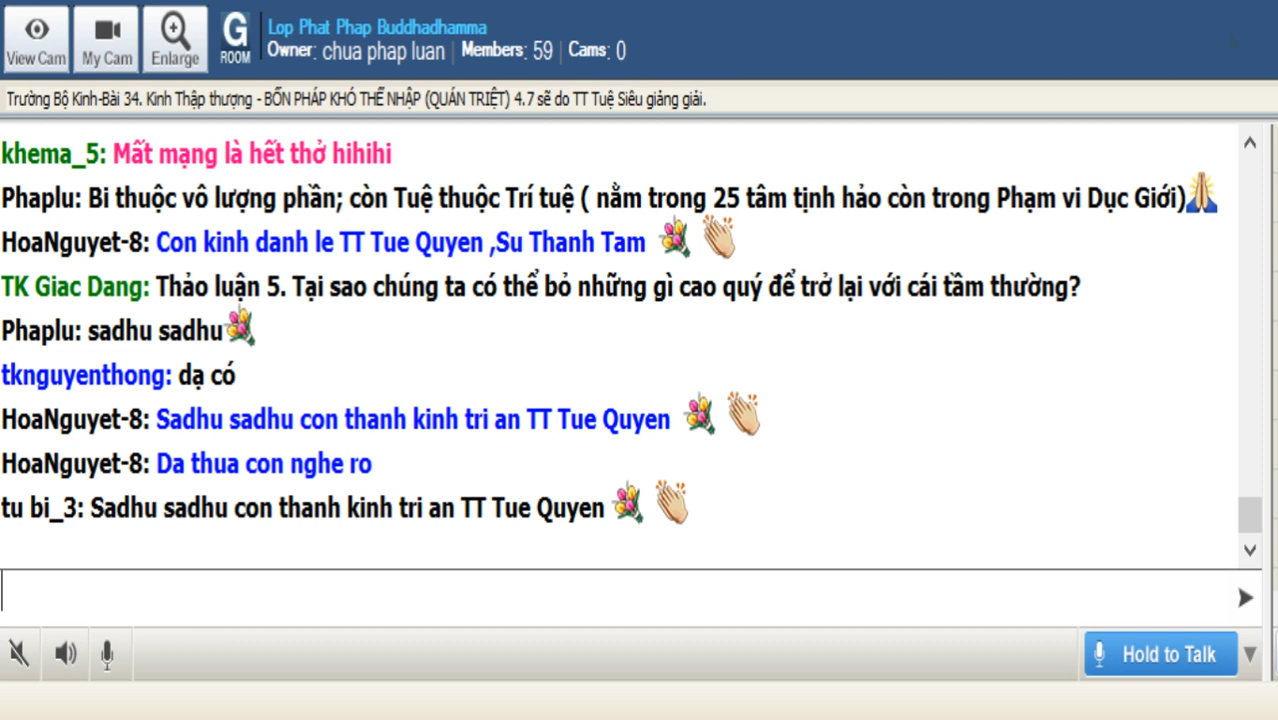 View Cam
My Cam
Enlarge
G
ROOM
Lop Phat Phap Buddhadhamma
Owner: chua phap luan | Members: 59 | Cams: 0
Trường Bộ Kinh-Bài 34. Kinh Thập thượng - BỐN PHÁP KHÓ THỂ NHẬP (QUÁN TRIỆT) 4.7 sẽ do TT Tuệ Siêu giảng giải.
khema_5: Mất mạng là hết thở hihihi
Phaplu: Bi thuộc vô lượng phần; còn Tuệ thuộc Trí tuệ ( nằm trong 25 tâm tịnh hảo còn trong Phạm vi Dục Giới)
HoaNguyet-8: Con kinh danh le TT Tue Quyen ,Su Thanh Tam
TK Giac Dang: Thảo luận 5. Tại sao chúng ta có thể bỏ những gì cao quý để trở lại với cái tầm thường?
Phaplu: sadhu sadhu
tknguyenthong: dạ có
HoaNguyet-8: Sadhu sadhu con thanh kinh tri an TT Tue Quyen
HoaNguyet-8: Da thua con nghe ro
tu bi_3: Sadhu sadhu con thanh kinh tri an TT Tue Quyen
Hold to Talk